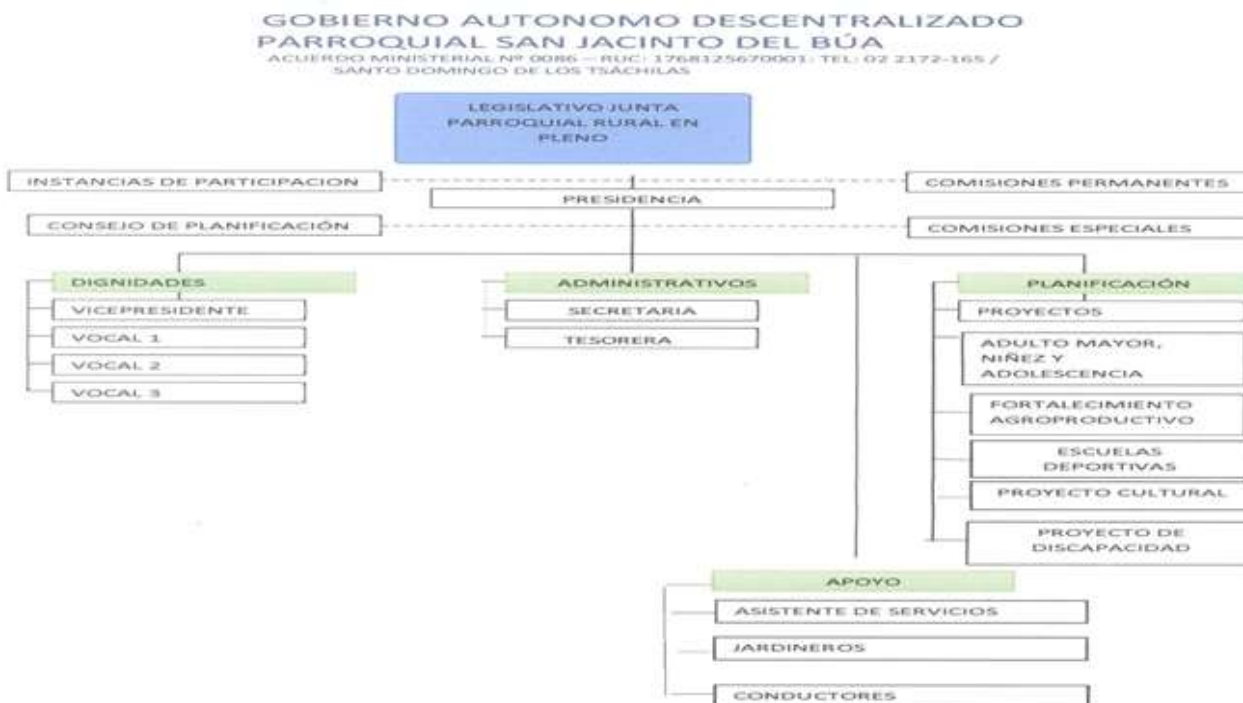 GOBIERNO AUTONOMO DESCENTRALIZADO
PARROQUIAL SAN JACINTO DEL BÚA
ACUERDO MINISTERIAL Nº 0086 – RUC: 1768125670001: TEL: 02 2172-165 /
SANTO DOMINGO DE LOS TSÁCHILAS
LEGISLATIVO JUNTA
PARROQUIAL RURAL EN
PLENO
INSTANCIAS DE PARTICIPACION
COMISIONES PERMANENTES
PRESIDENCIA
CONSEJO DE PLANIFICACIÓN
COMISIONES ESPECIALES
DIGNIDADES
VICEPRESIDENTE
VOCAL 1
VOCAL 2
VOCAL 3
ADMINISTRATIVOS
SECRETARIA
TESORERA
PLANIFICACIÓN
PROYECTOS
ADULTO MAYOR,
NIÑEZ Y
ADOLESCENCIA
FORTALECIMIENTO
AGROPRODUCTIVO
ESCUELAS
DEPORTIVAS
PROYECTO CULTURAL
PROYECTO DE
DISCAPACIDAD
APOYO
ASISTENTE DE SERVICIOS
JARDINEROS
CONDUCTORES